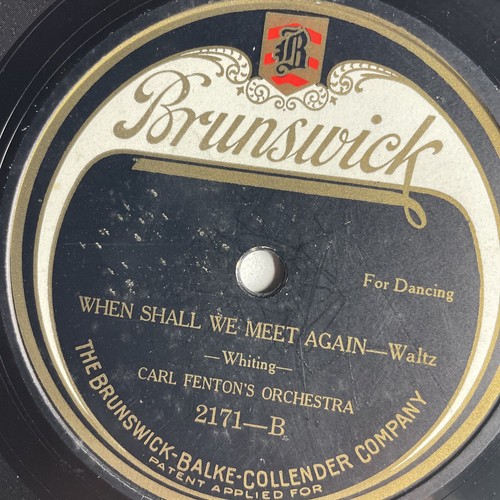 B
Brunswick
For Dancing
WHEN SHALL WE MEET AGAIN—Waltz
—Whiting—
CARL FENTON'S ORCHESTRA
2171—B
THE BRUNSWICK-BALKE-COLLENDER COMPANY
PATENT APPLIED FOR